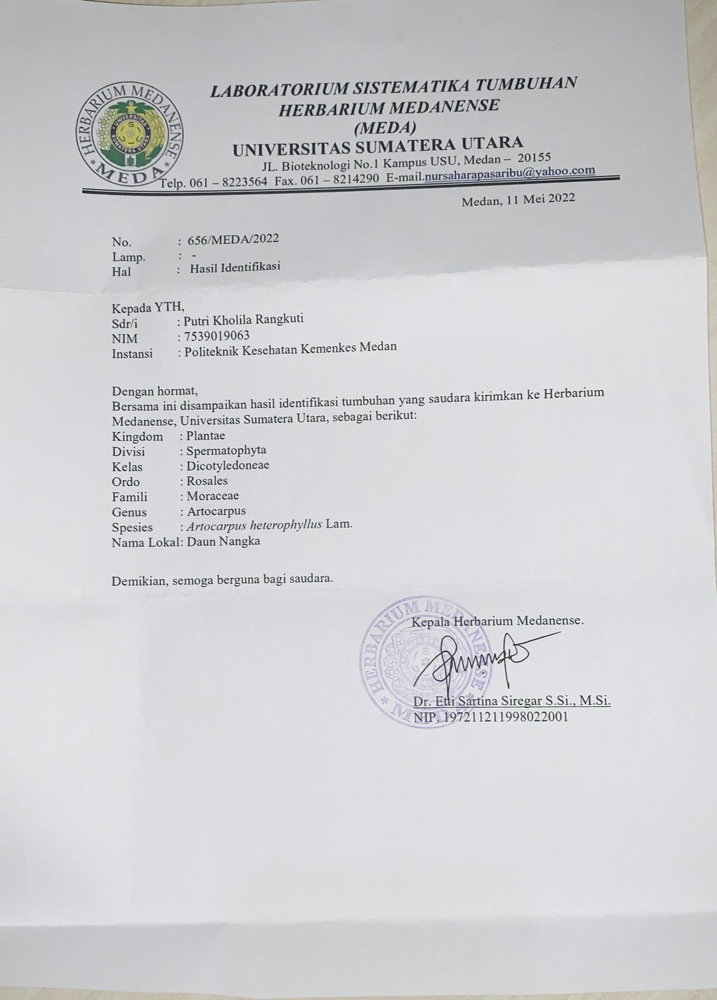 HERBARIUM MEDANENSE
* MEDA *
UNIVERSITAS
SUMATERA UTARA
LABORATORIUM SISTEMATIKA TUMBUHAN
HERBARIUM MEDANENSE
(MEDA)
UNIVERSITAS SUMATERA UTARA
JL. Bioteknologi No.1 Kampus USU, Medan – 20155
Telp. 061 – 8223564 Fax. 061 – 8214290 E-mail.nursaharapasaribu@yahoo.com
Medan, 11 Mei 2022
No. : 656/MEDA/2022
Lamp. : -
Hal : Hasil Identifikasi
Kepada YTH,
Sdr/i : Putri Kholila Rangkuti
NIM : 7539019063
Instansi : Politeknik Kesehatan Kemenkes Medan
Dengan hormat,
Bersama ini disampaikan hasil identifikasi tumbuhan yang saudara kirimkan ke Herbarium
Medanense, Universitas Sumatera Utara, sebagai berikut:
Kingdom : Plantae
Divisi : Spermatophyta
Kelas : Dicotyledoneae
Ordo : Rosales
Famili : Moraceae
Genus : Artocarpus
Spesies : Artocarpus heterophyllus Lam.
Nama Lokal: Daun Nangka
Demikian, semoga berguna bagi saudara.
Kepala Herbarium Medanense.
HERBARIUM MEDANENSE
* MEDA *
Dr. Etti Sartina Siregar S.Si., M.Si.
NIP. 197211211998022001